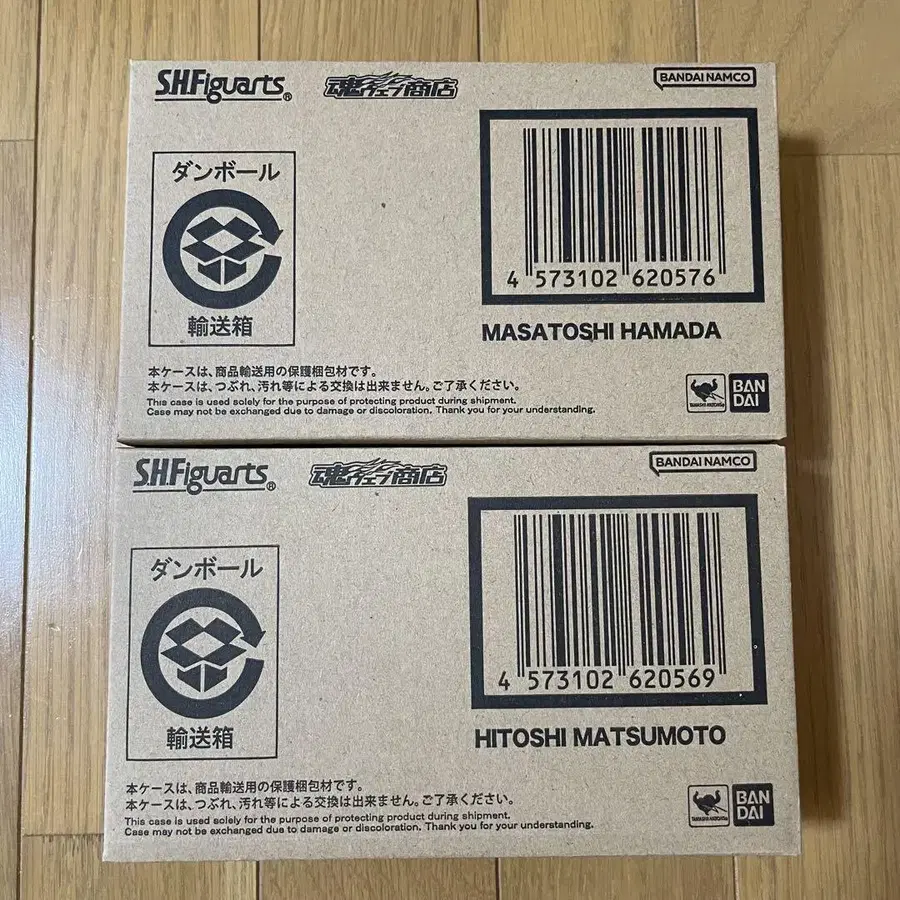 S.H.Figuarts®
魂ウェブ商店
BANDAI NAMCO
ダンボール
輸送箱
4 573102 620576
MASATOSHI HAMADA
本ケースは、商品輸送用の保護梱包材です。
本ケースは、つぶれ、汚れ等による交換は出来ません。ご了承ください。
This case is used solely for the purpose of protecting product during shipment.
Case may not be exchanged due to damage or discoloration. Thank you for your understanding.
TAMASHII NATIONS
BAN
DAI
S.H.Figuarts®
魂ウェブ商店
BANDAI NAMCO
ダンボール
輸送箱
4 573102 620569
HITOSHI MATSUMOTO
本ケースは、商品輸送用の保護梱包材です。
本ケースは、つぶれ、汚れ等による交換は出来ません。ご了承ください。
This case is used solely for the purpose of protecting product during shipment.
Case may not be exchanged due to damage or discoloration. Thank you for your understanding.
TAMASHII NATIONS
BAN
DAI